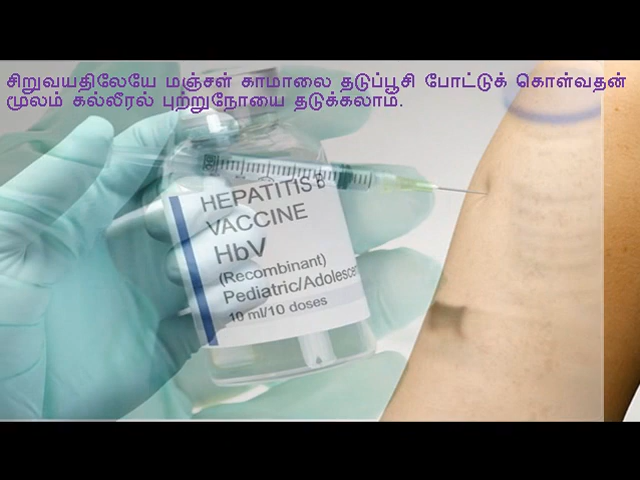 சிறுவயதிலேயே மஞ்சள் காமாலை தடுப்பூசி போட்டுக் கொள்வதன்
மூலம் கல்லீரல் புற்றுநோயை தடுக்கலாம்.
HEPATITIS B
VACCINE
HbV
(Recombinant)
Pediatric/Adolescen
10 ml/10 doses